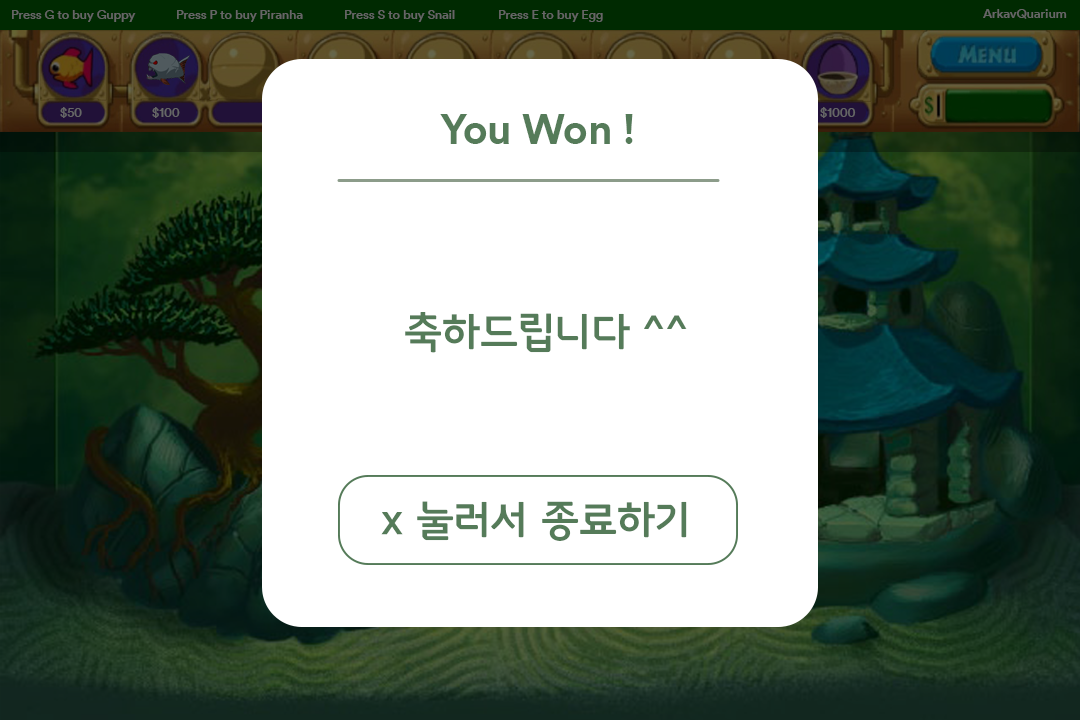 Press G to buy Guppy
Press P to buy Piranha
Press S to buy Snail
Press E to buy Egg
ArkavQuarium
MENU
$50
$100
$1000
$
You Won !
축하드립니다 ^^
x 눌러서 종료하기